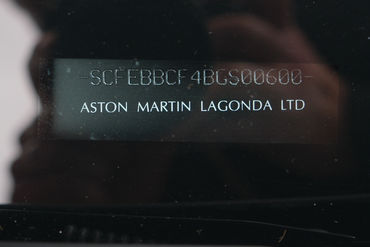 -SCFEBBCF4BGS00600-
ASTON MARTIN LAGONDA LTD